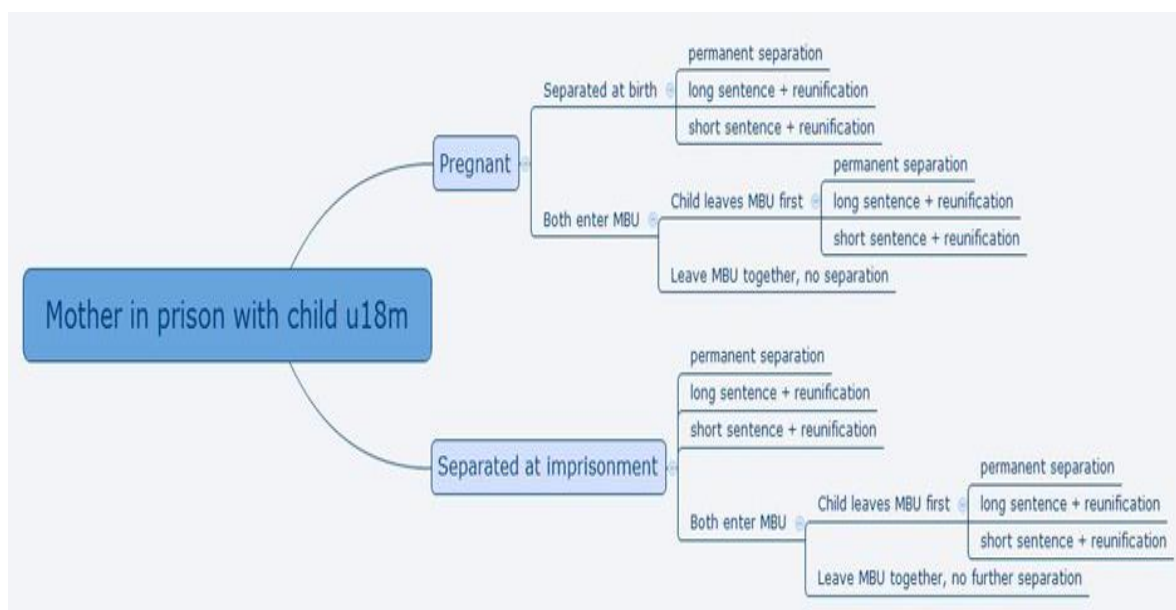 Mother in prison with child u18m
Pregnant
Separated at birth
permanent separation
long sentence + reunification
short sentence + reunification
Both enter MBU
Child leaves MBU first
permanent separation
long sentence + reunification
short sentence + reunification
Leave MBU together, no separation
Separated at imprisonment
permanent separation
long sentence + reunification
short sentence + reunification
Both enter MBU
Child leaves MBU first
permanent separation
long sentence + reunification
short sentence + reunification
Leave MBU together, no further separation